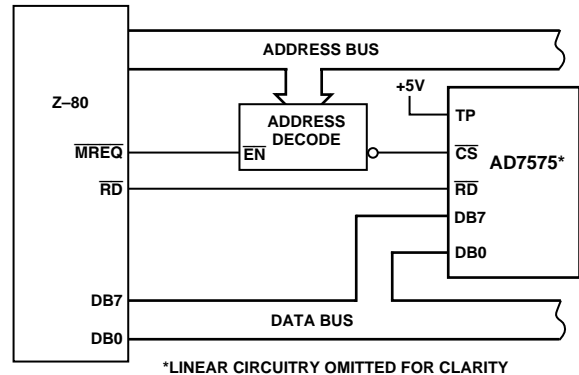 ADDRESS BUS
Z–80
+5V
TP
ADDRESS
DECODE
MREQ
EN
CS
AD7575*
RD
RD
DB7
DB0
DB7
DATA BUS
DB0
*LINEAR CIRCUITRY OMITTED FOR CLARITY